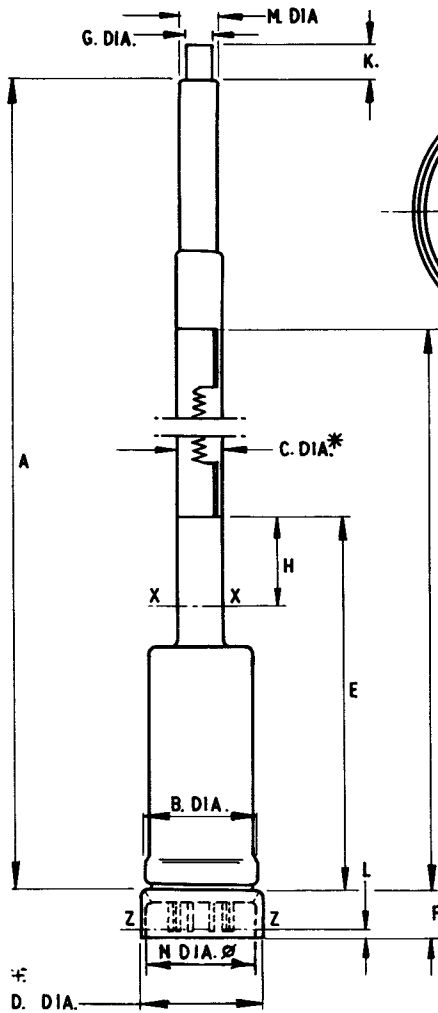 M. DIA
G. DIA.
K.
A
C. DIA.*
H
X X
E
B. DIA.
L
Z Z
F
N DIA. Ø
*
D. DIA.